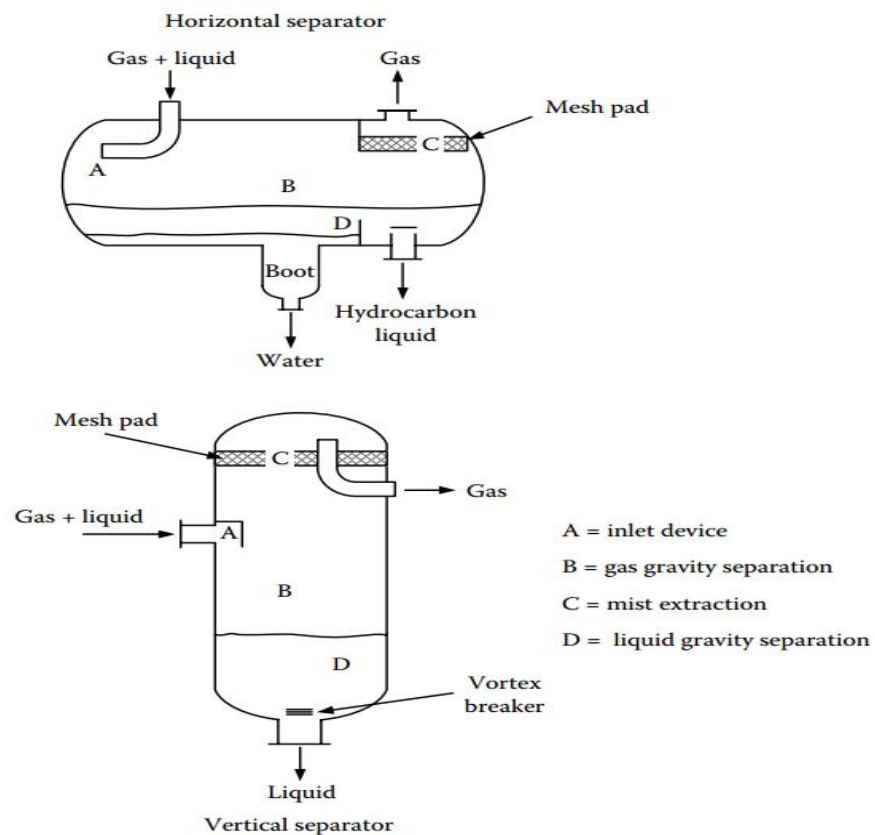 Horizontal separator
Gas + liquid
Gas
Mesh pad
C
A
B
D
Boot
Hydrocarbon
liquid
Water
Mesh pad
C
Gas
Gas + liquid
A
A = inlet device
B = gas gravity separation
B
C = mist extraction
D = liquid gravity separation
D
Vortex
breaker
Liquid
Vertical separator